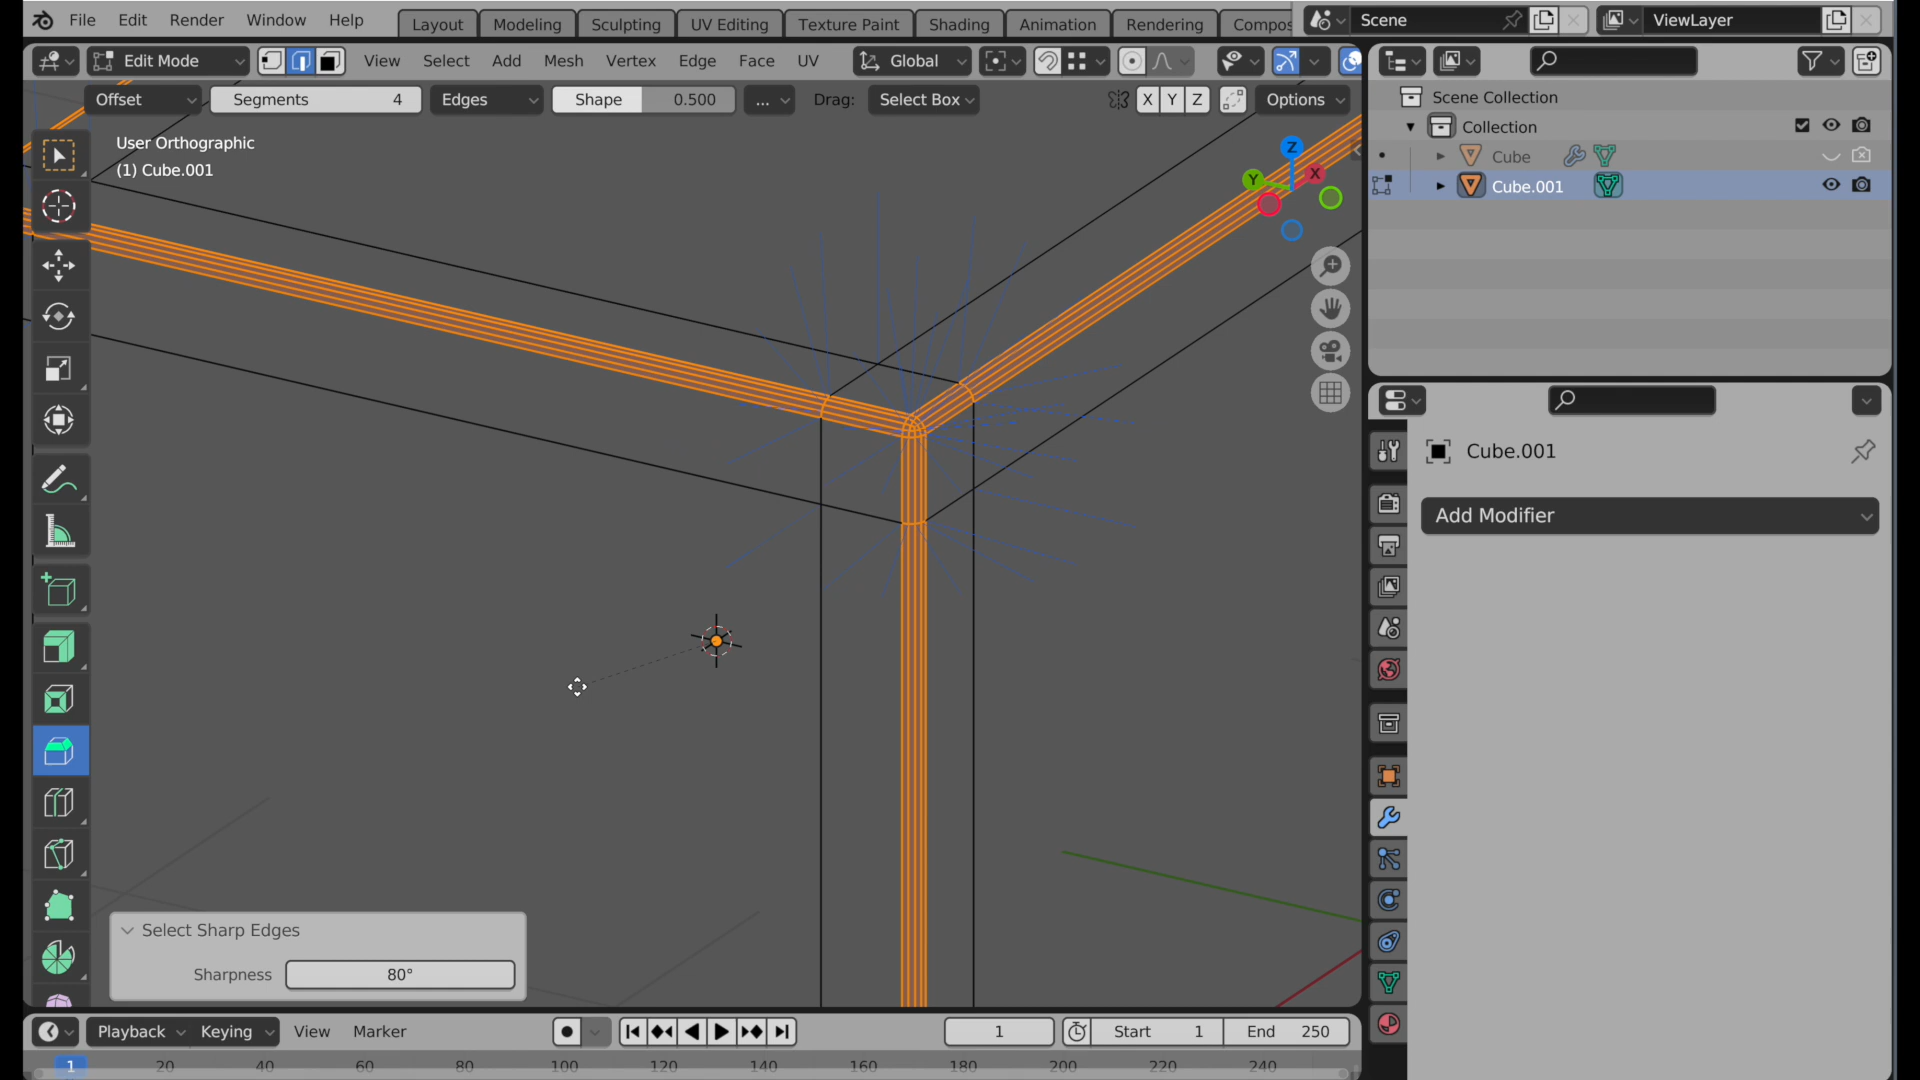 File Edit Render Window Help Layout Modeling Sculpting UV Editing Texture Paint Shading Animation Rendering Compos Scene ViewLayer
Edit Mode View Select Add Mesh Vertex Edge Face UV Global
Offset Segments 4 Edges Shape 0.500 ... Drag: Select Box X Y Z Options
Scene Collection
Collection
Cube
Cube.001
User Orthographic
(1) Cube.001
Z
Y
X
Cube.001
Add Modifier
Select Sharp Edges
Sharpness 80°
Playback Keying View Marker 1 Start 1 End 250
1 20 40 60 80 100 120 140 160 180 200 220 240